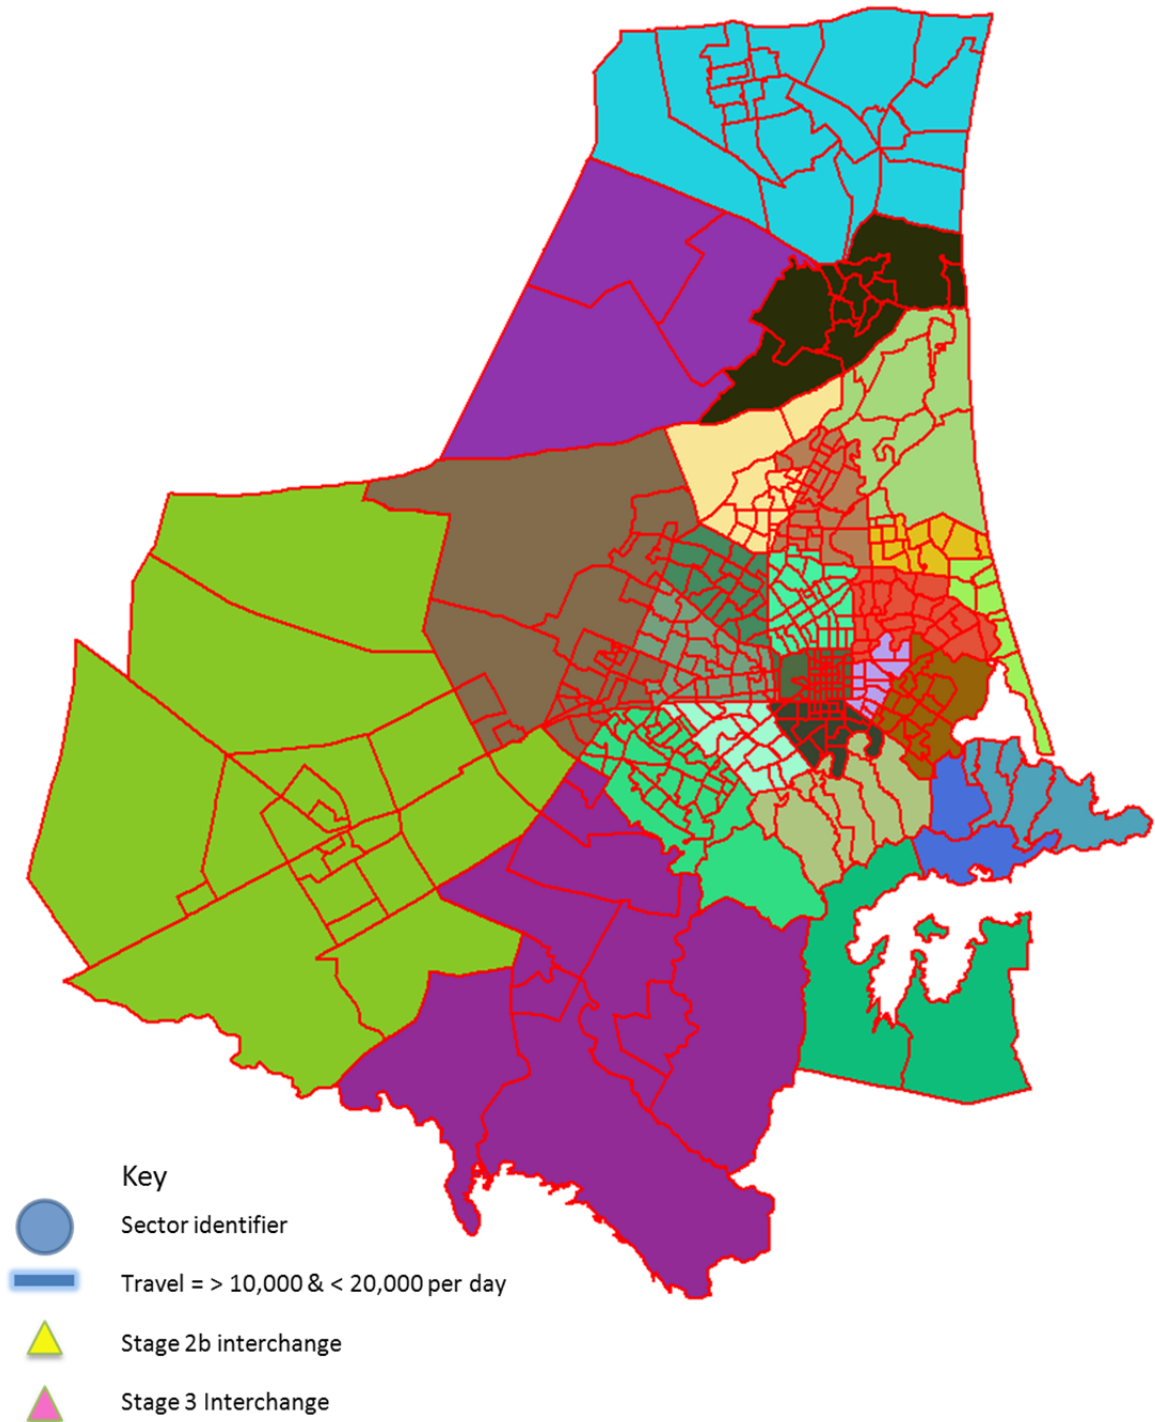 Key
Sector identifier
Travel = > 10,000 & < 20,000 per day
Stage 2b interchange
Stage 3 Interchange